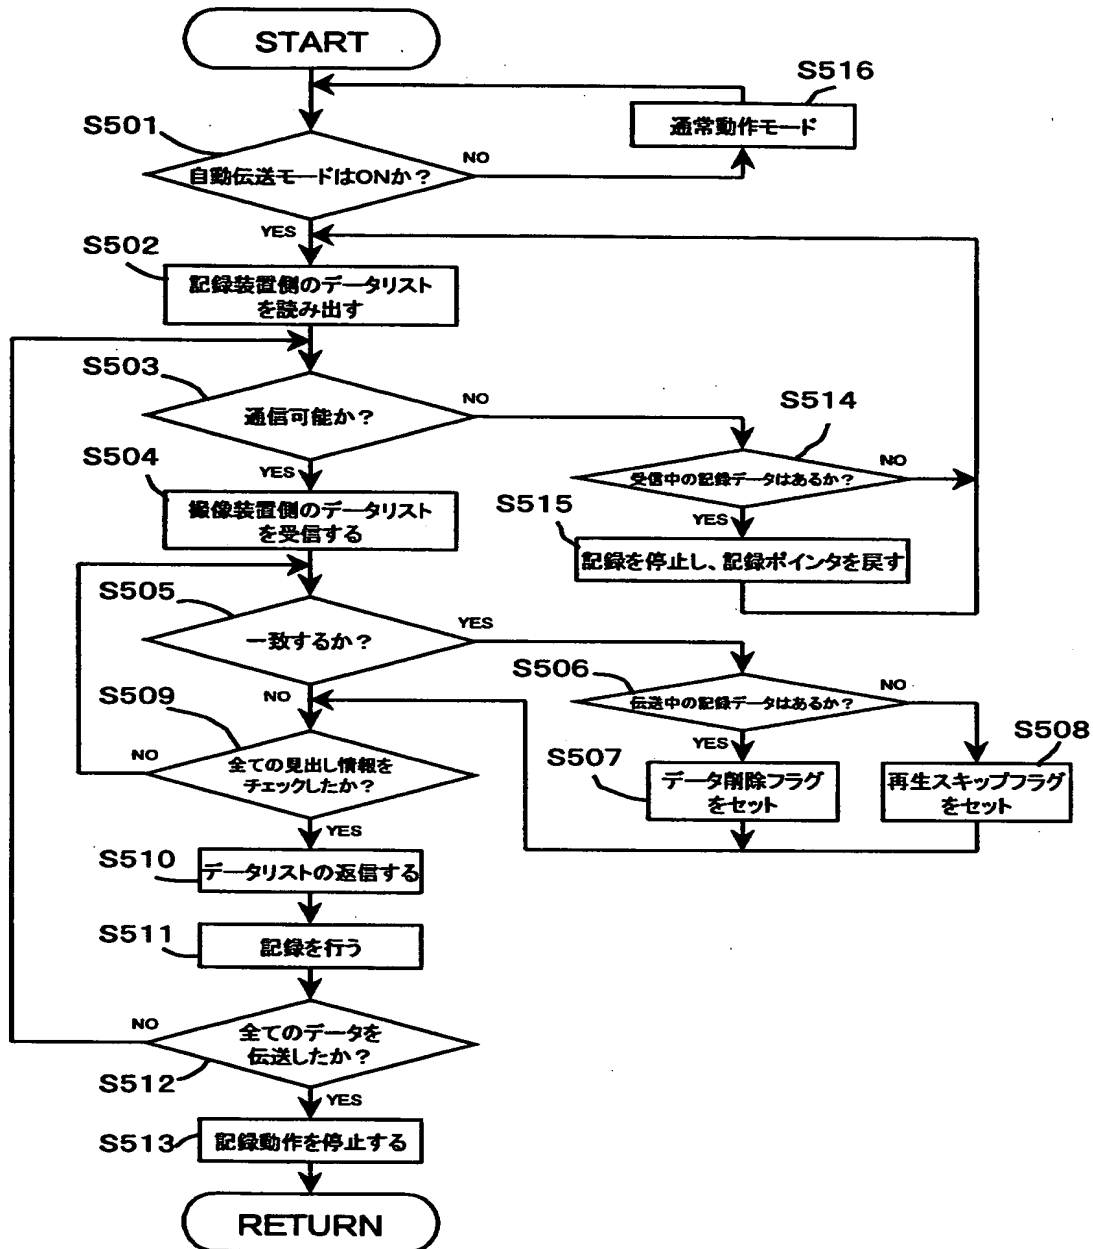 START
S516
通常動作モード
S501
自動伝送モードはONか?
NO
YES
S502
記録装置側のデータリスト
を読み出す
S503
通信可能か?
NO
S514
受信中の記録データはあるか?
NO
YES
S504
YES
撮像装置側のデータリスト
を受信する
S515
記録を停止し、記録ポインタを戻す
S505
一致するか?
YES
S506
伝送中の記録データはあるか?
NO
NO
S509
全ての見出し情報を
チェックしたか?
NO
YES
S507
データ削除フラグ
をセット
S508
再生スキップフラグ
をセット
YES
S510
データリストの返信する
S511
記録を行う
NO
全てのデータを
伝送したか?
S512
YES
S513
記録動作を停止する
RETURN